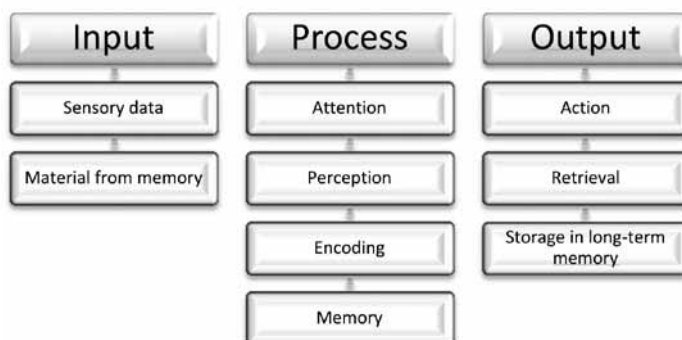 Input
Sensory data
Material from memory
Process
Attention
Perception
Encoding
Memory
Output
Action
Retrieval
Storage in long-term
memory